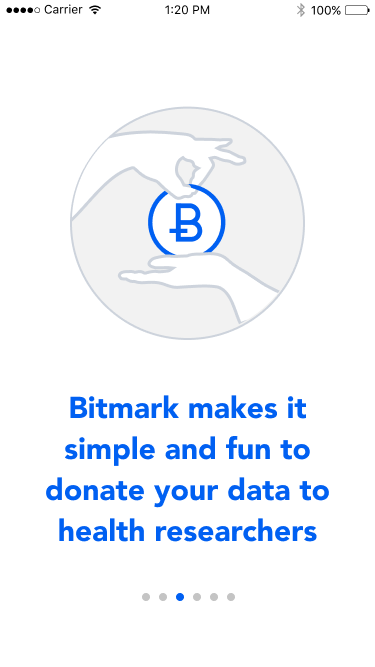 Carrier 1:20 PM 100%
Bitmark makes it
simple and fun to
donate your data to
health researchers